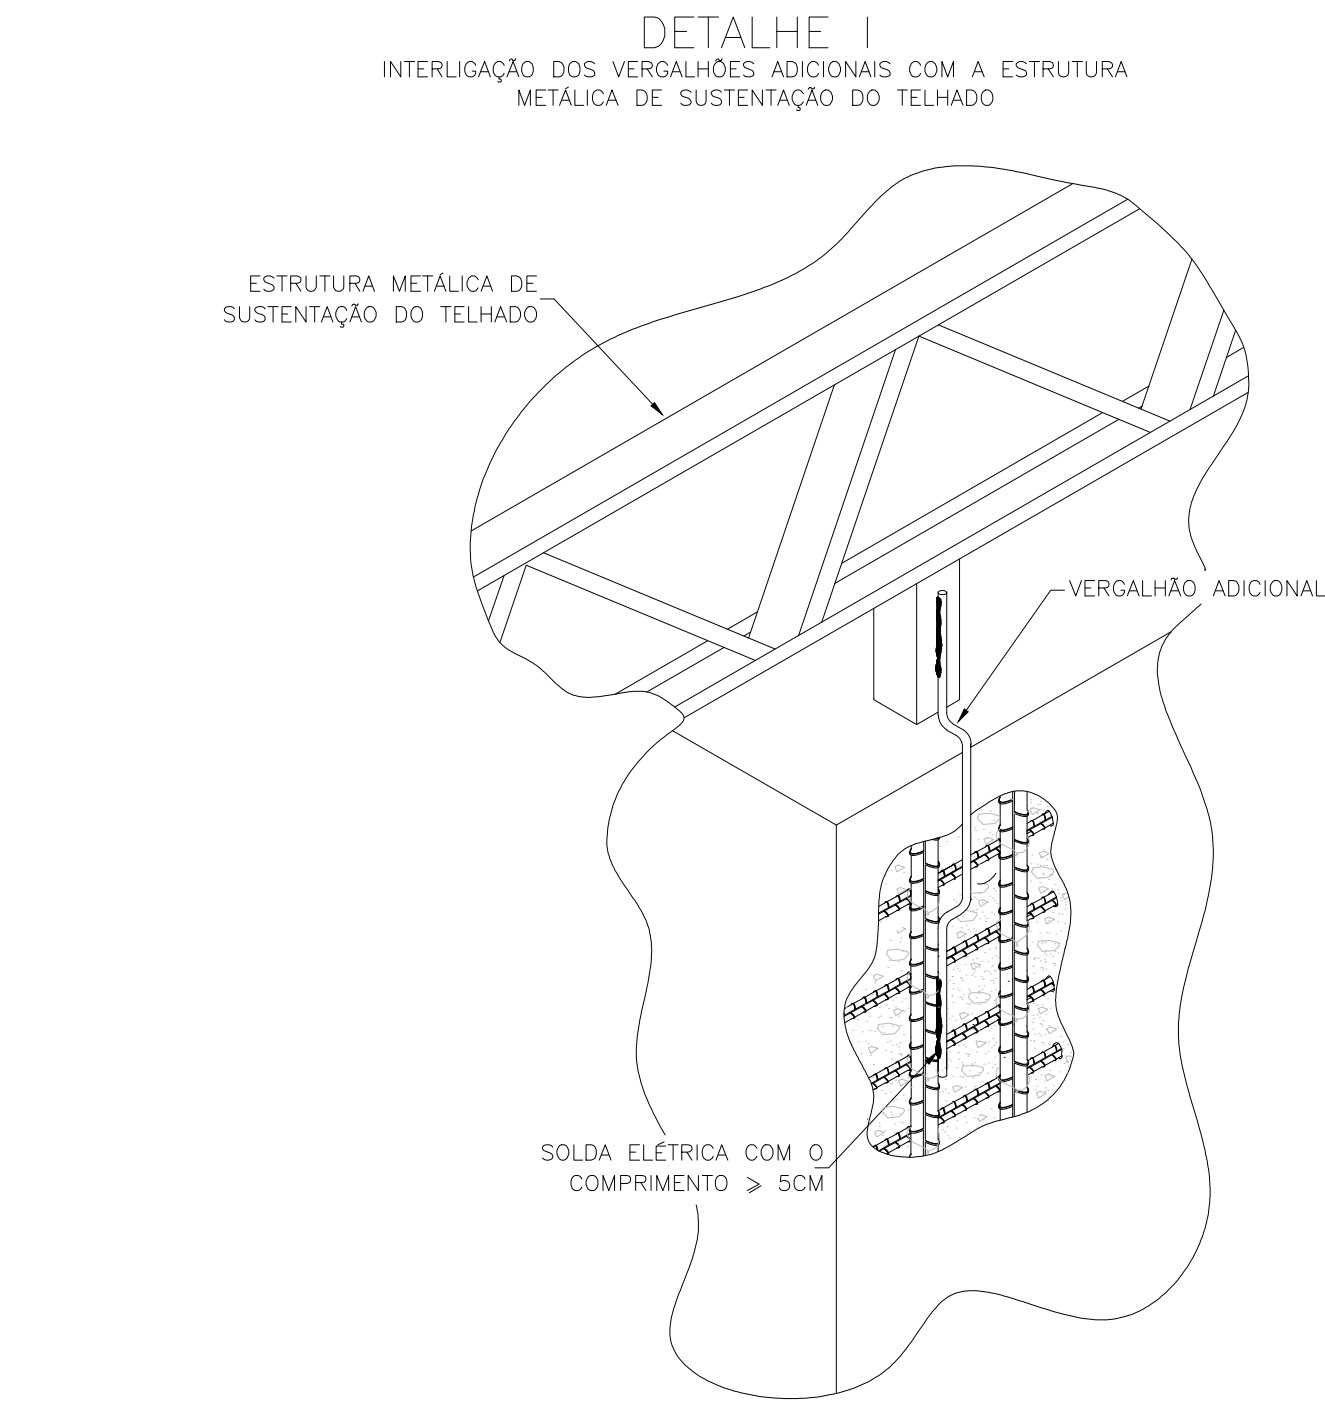 DETALHE I
INTERLIGAÇÃO DOS VERGALHÕES ADICIONAIS COM A ESTRUTURA
METÁLICA DE SUSTENTAÇÃO DO TELHADO
ESTRUTURA METÁLICA DE
SUSTENTAÇÃO DO TELHADO
VERGALHÃO ADICIONAL
SOLDA ELÉTRICA COM O
COMPRIMENTO ⩾ 5CM